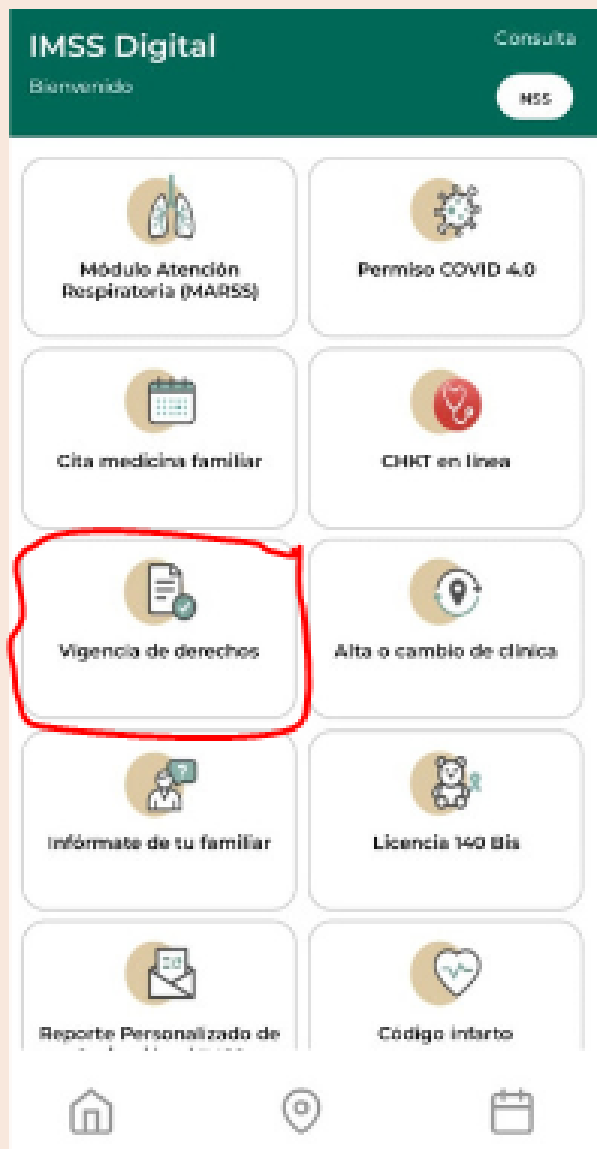 IMSS Digital
Consulta
Bienvenido
NSS
Módulo Atención
Respiratoria (MARSS)
Permiso COVID 4.0
Cita medicina familiar
CHKT en línea
Vigencia de derechos
Alta o cambio de clínica
Infórmate de tu familiar
Licencia 140 Bis
Reporte Personalizado de
Código infarto